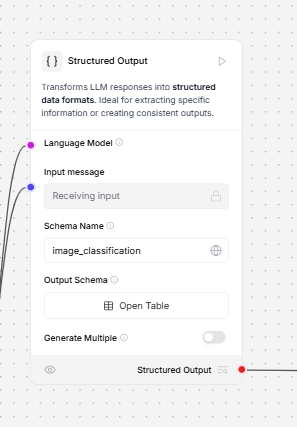 { } Structured Output
Transforms LLM responses into structured
data formats. Ideal for extracting specific
information or creating consistent outputs.
Language Model
Input message
Receiving input
Schema Name
image_classification
Output Schema
Open Table
Generate Multiple
Structured Output